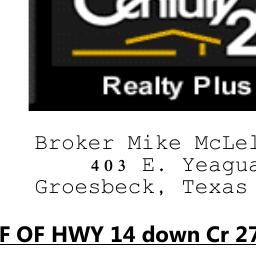 Century 2
Realty Plus
Broker Mike McLel
403 E. Yeagua
Groesbeck, Texas
F OF HWY 14 down Cr 27